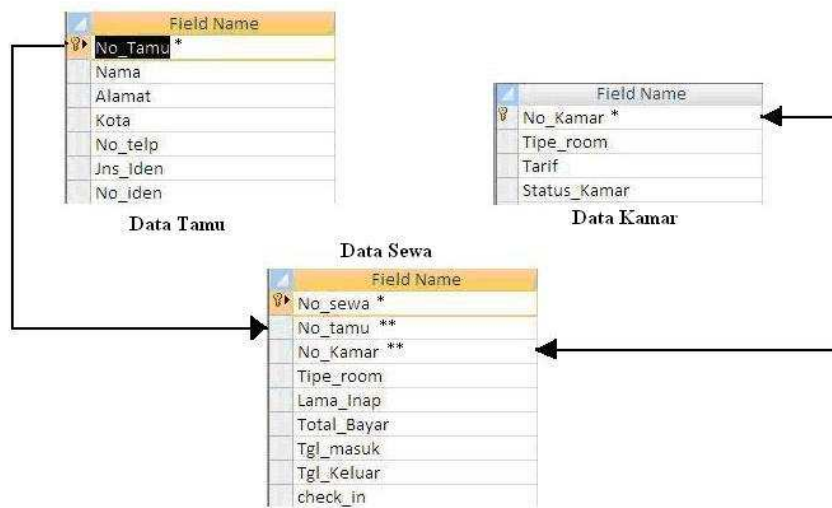 Field Name
No_Tamu *
Nama
Alamat
Kota
No_telp
Jns_Iden
No_iden
Data Tamu
Field Name
No_Kamar *
Tipe_room
Tarif
Status_Kamar
Data Kamar
Data Sewa
Field Name
No_sewa *
No_tamu **
No_Kamar **
Tipe_room
Lama_Inap
Total_Bayar
Tgl_masuk
Tgl_Keluar
check_in